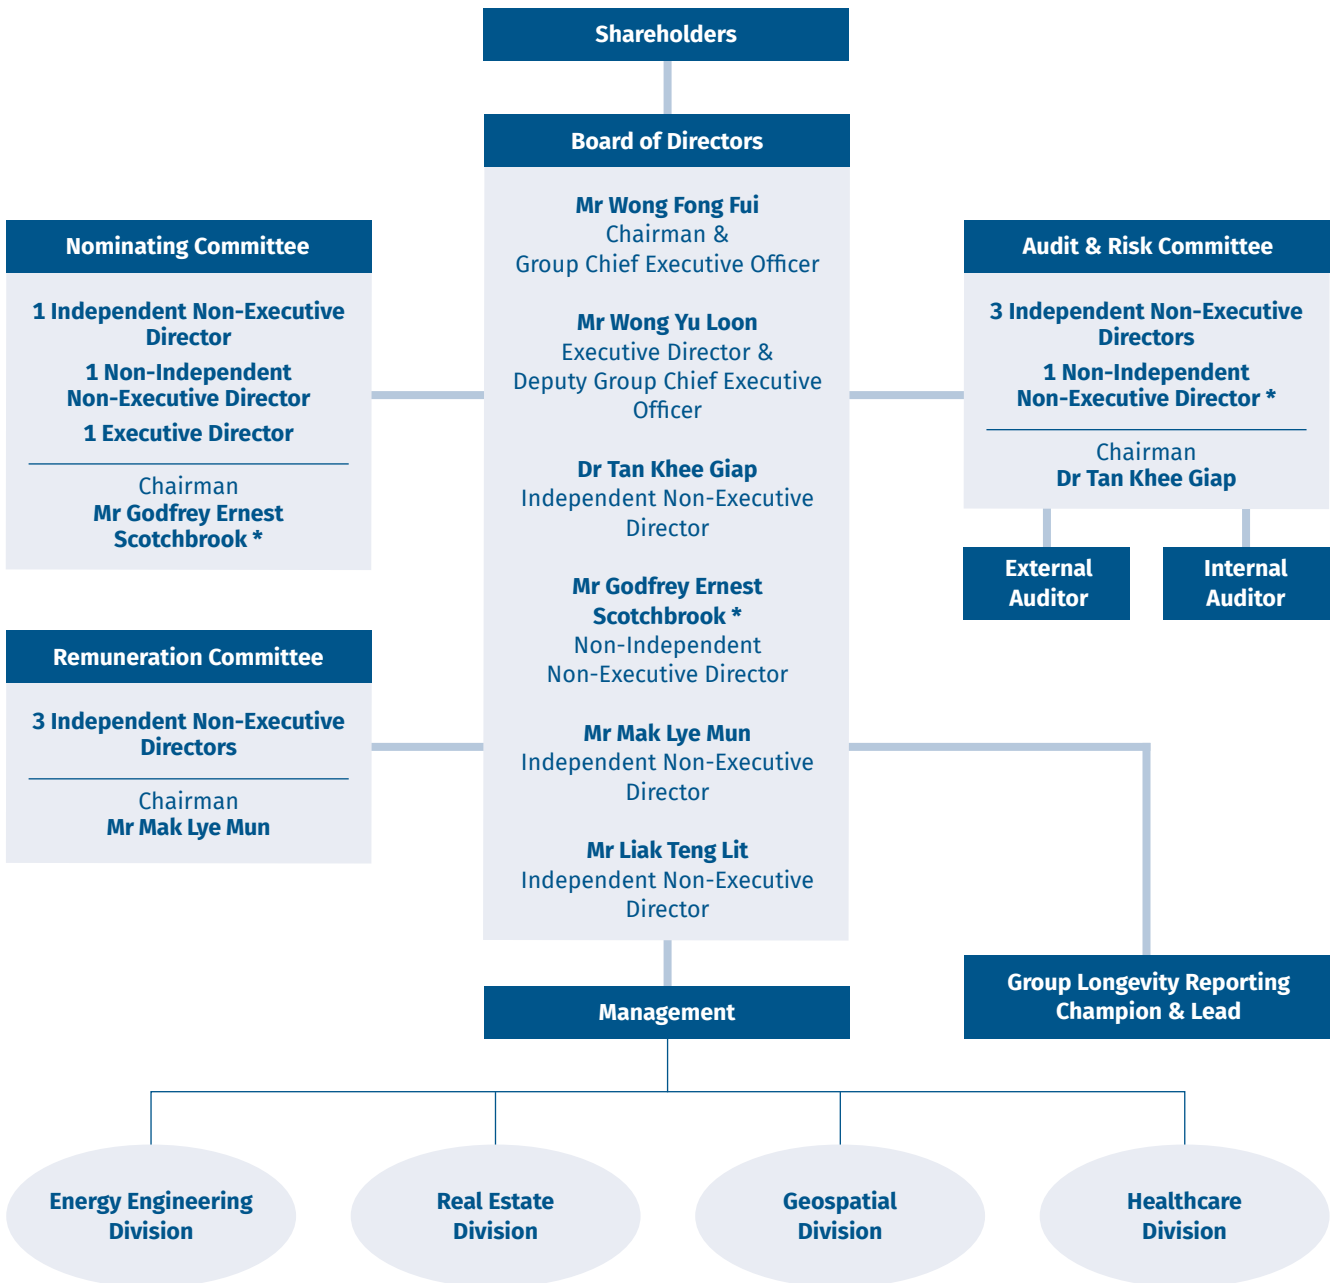 Shareholders
Board of Directors
Mr Wong Fong Fui
Chairman &
Group Chief Executive Officer
Mr Wong Yu Loon
Executive Director &
Deputy Group Chief Executive
Officer
Dr Tan Khee Giap
Independent Non-Executive
Director
Mr Godfrey Ernest
Scotchbrook *
Non-Independent
Non-Executive Director
Mr Mak Lye Mun
Independent Non-Executive
Director
Mr Liak Teng Lit
Independent Non-Executive
Director
Nominating Committee
1 Independent Non-Executive
Director
1 Non-Independent
Non-Executive Director
1 Executive Director
Chairman
Mr Godfrey Ernest
Scotchbrook *
Remuneration Committee
3 Independent Non-Executive
Directors
Chairman
Mr Mak Lye Mun
Audit & Risk Committee
3 Independent Non-Executive
Directors
1 Non-Independent
Non-Executive Director *
Chairman
Dr Tan Khee Giap
External
Auditor
Internal
Auditor
Group Longevity Reporting
Champion & Lead
Management
Energy Engineering
Division
Real Estate
Division
Geospatial
Division
Healthcare
Division